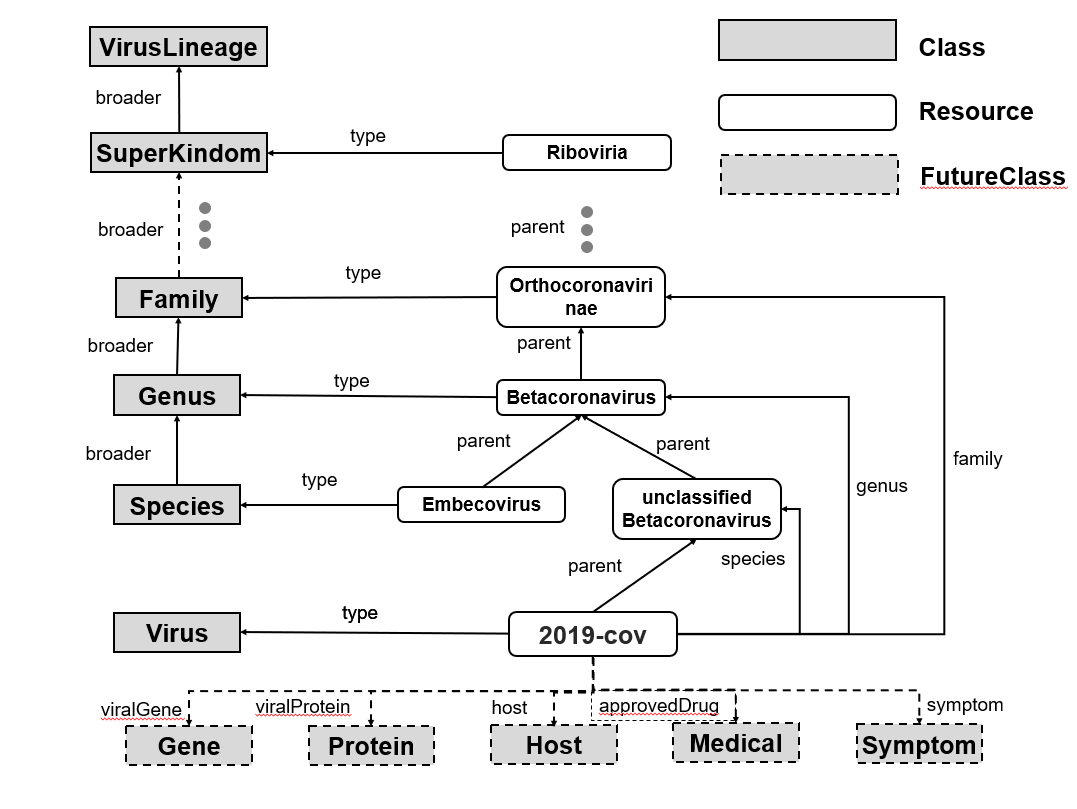 VirusLineage
Class
broader
Resource
type
SuperKindom
Riboviria
FutureClass
broader
parent
type
Orthocoronaviri
nae
Family
broader
parent
type
Genus
Betacoronavirus
parent
parent
broader
family
type
genus
unclassified
Betacoronavirus
Species
Embecovirus
parent
species
type
Virus
2019-cov
viralGene
viralProtein
host
approvedDrug
symptom
Gene
Protein
Host
Medical
Symptom